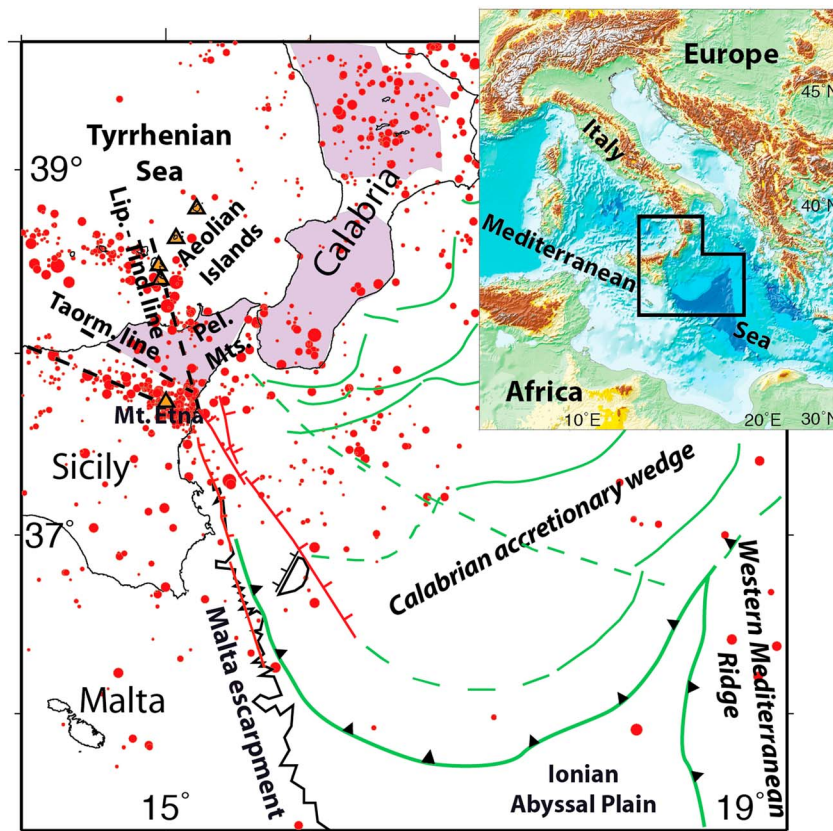 Tyrrhenian
Sea
39°
Lip. - Tind. line
Aeolian
Islands
Calabria
Taorm. line
Pel.
Mts.
Mt. Etna
Sicily
37°
Calabrian accretionary wedge
Malta escarpment
Malta
Western Mediterranean
Ridge
Ionian
Abyssal Plain
15°
19°
Europe
45 N
Italy
40 N
Mediterranean
Sea
Africa
10°E
20°E
30°N